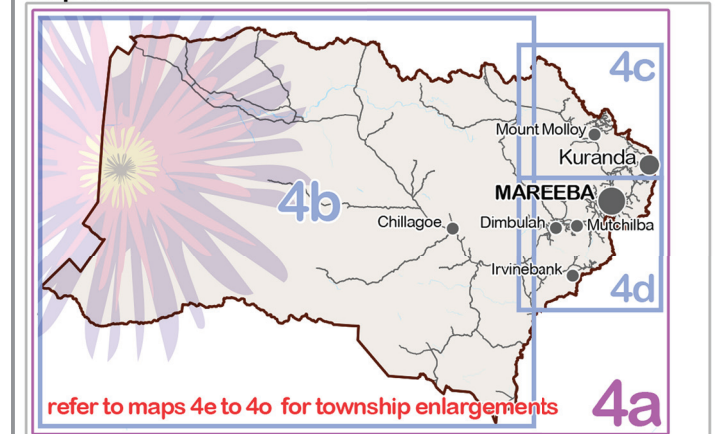 4c
Mount Molloy
Kuranda
MAREEBA
4b
Chillagoe
Dimbulah
Mutchilba
Irvinebank
4d
refer to maps 4e to 4o for township enlargements
4a